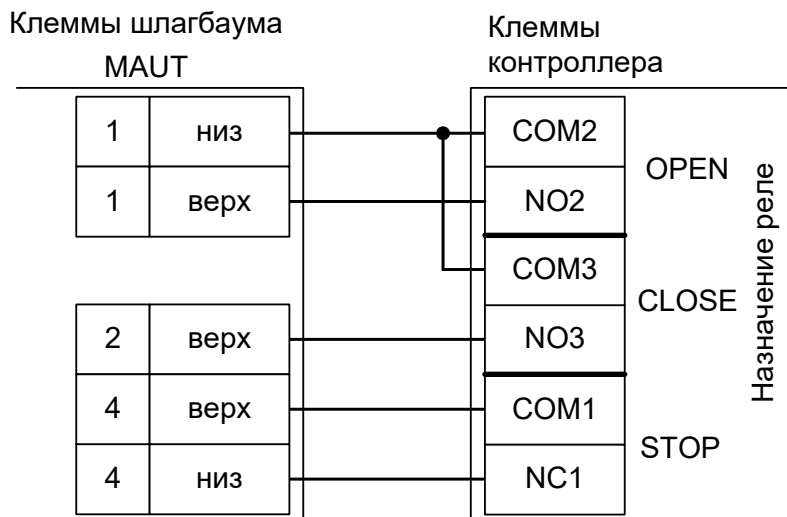 Клеммы шлагбаума
MAUT
Клеммы
контроллера
1 низ COM2
OPEN
1 верх NO2
COM3
CLOSE
2 верх NO3
4 верх COM1
STOP
4 низ NC1
Назначение реле